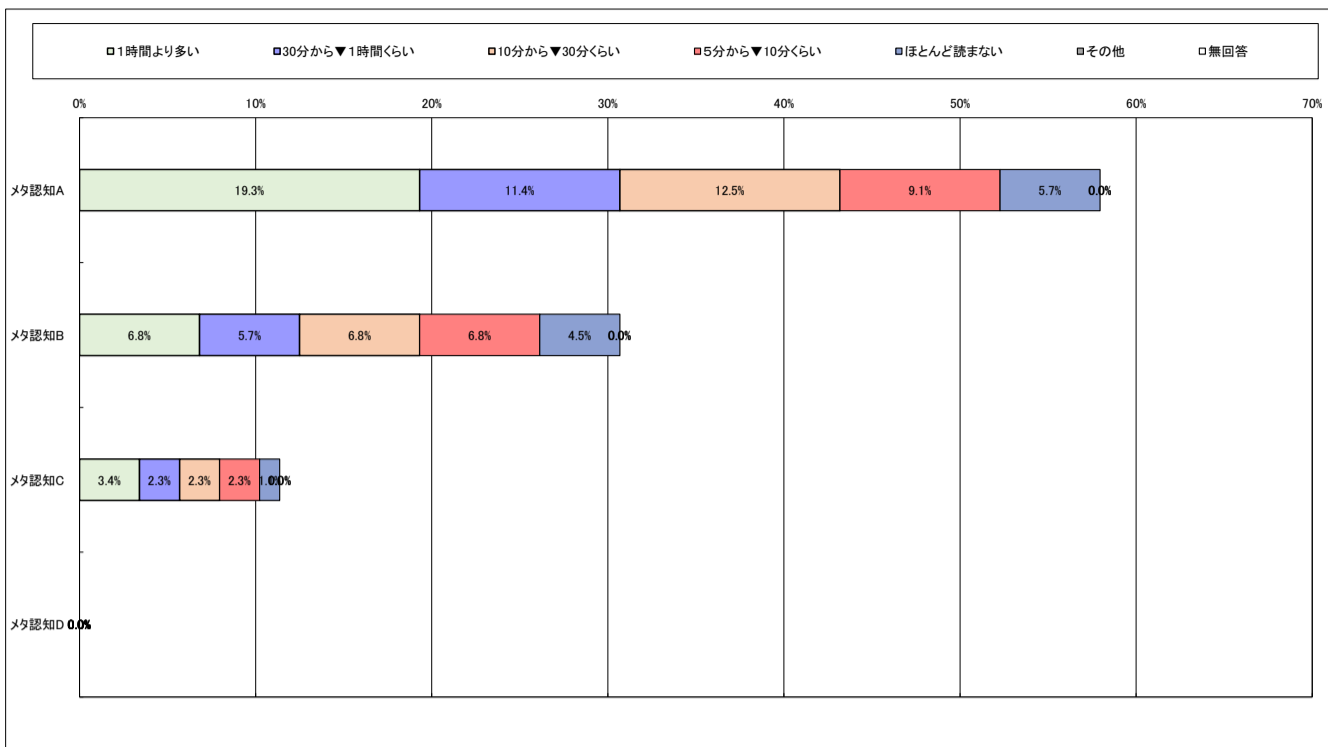 １時間より多い 30分から▼１時間くらい 10分から▼30分くらい ５分から▼10分くらい ほとんど読まない その他 無回答
0% 10% 20% 30% 40% 50% 60% 70%
メタ認知A 19.3% 11.4% 12.5% 9.1% 5.7% 0.0%
メタ認知B 6.8% 5.7% 6.8% 6.8% 4.5% 0.0%
メタ認知C 3.4% 2.3% 2.3% 2.3% 0.0%
メタ認知D 0.0%